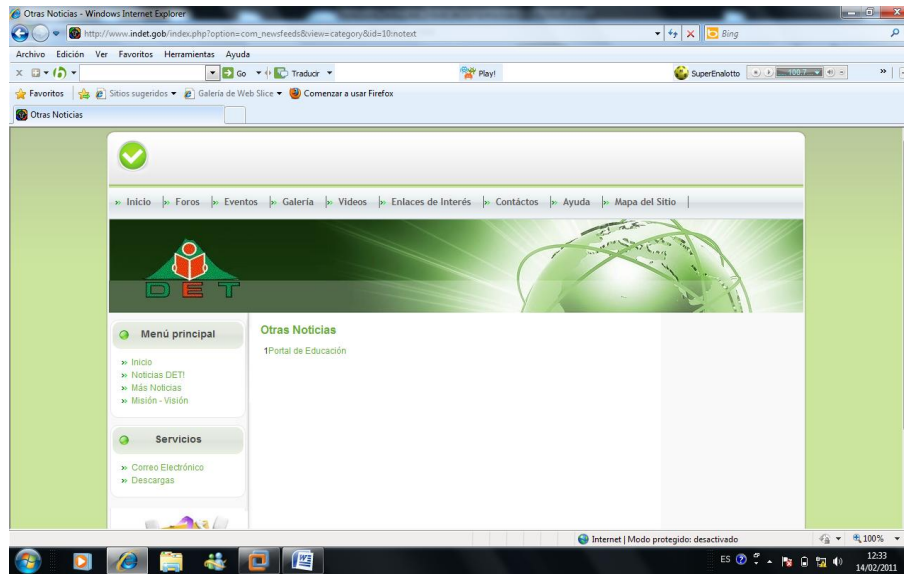 Otras Noticias - Windows Internet Explorer
http://www.indet.gob/index.php?option=com_newsfeeds&view=category&id=10:notext
Bing
Archivo Edición Ver Favoritos Herramientas Ayuda
Go Traducir Play! SuperEnalotto 100?
Favoritos Sitios sugeridos Galería de Web Slice Comenzar a usar Firefox
Otras Noticias
Inicio Foros Eventos Galería Videos Enlaces de Interés Contáctos Ayuda Mapa del Sitio
DET
Menú principal
Inicio
Noticias DET!
Más Noticias
Misión - Visión
Servicios
Correo Electrónico
Descargas
Otras Noticias
1Portal de Educación
Internet | Modo protegido: desactivado 100%
ES 12:33
14/02/2011